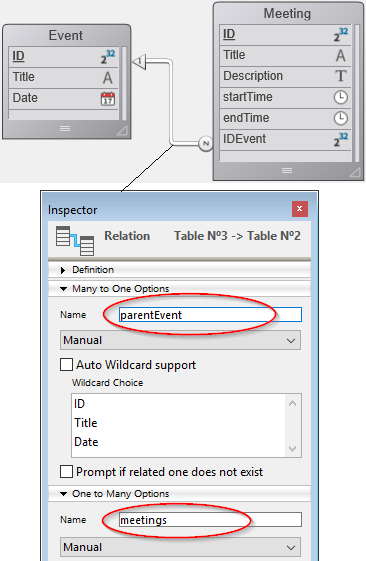 Event
ID 2^32
Title A
Date 17
1
N
Meeting
ID 2^32
Title A
Description T
startTime
endTime
IDEvent 2^32
Inspector x
Relation Table Nº3 -> Table Nº2
Definition
Many to One Options
Name parentEvent
Manual
Auto Wildcard support
Wildcard Choice
ID
Title
Date
Prompt if related one does not exist
One to Many Options
Name meetings
Manual